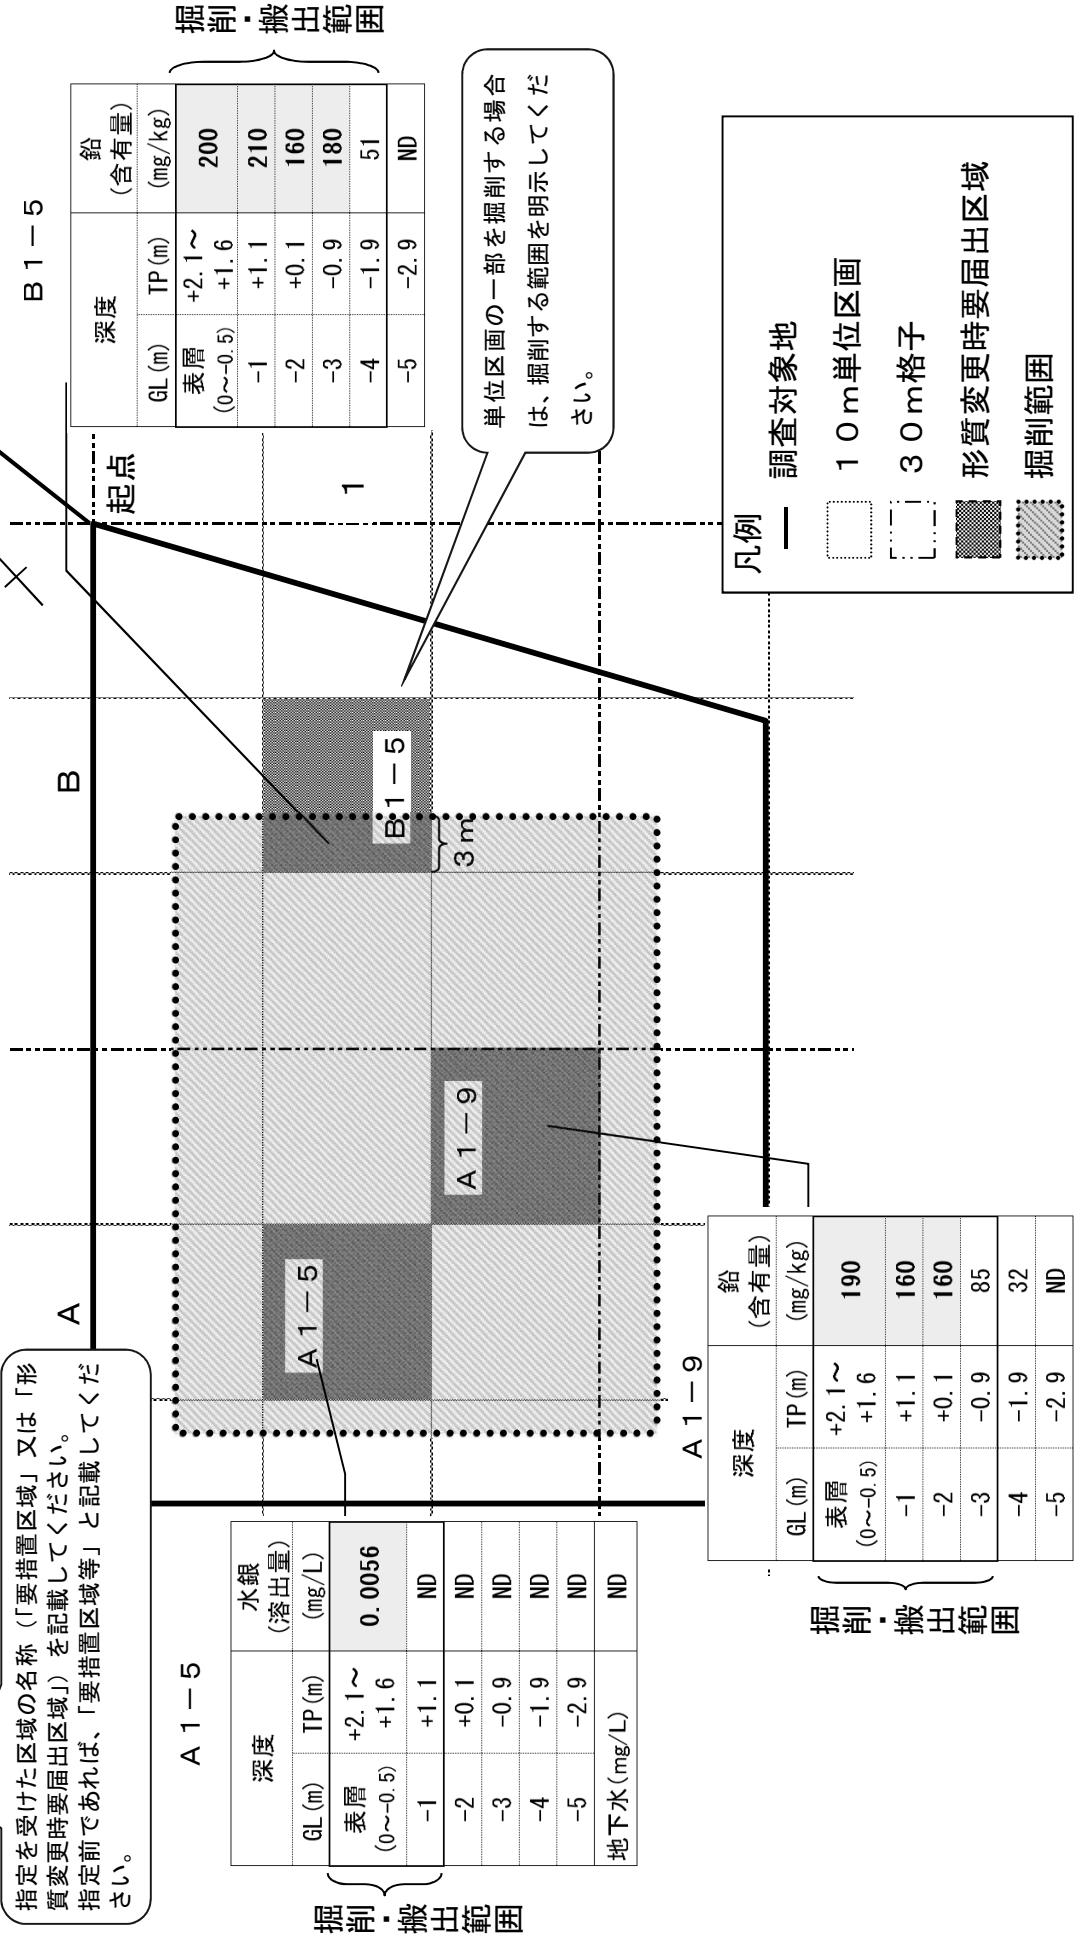 指定を受けた区域の名称（「要措置区域」又は「形
質変更時要届出区域」）を記載してください。
指定前であれば、「要措置区域等」と記載してくだ
さい。
A
B
起点
1
A1－5
深度
水銀
(溶出量)
GL(m)
TP(m)
(mg/L)
表層
(0～-0.5)
+2.1～
+1.6
0.0056
-1
+1.1
ND
-2
+0.1
ND
-3
-0.9
ND
-4
-1.9
ND
-5
-2.9
ND
地下水(mg/L)
ND
掘削・搬出範囲
A1－5
A1－9
B1－5
3m
B1－5
深度
鉛
(含有量)
GL(m)
TP(m)
(mg/kg)
表層
(0～-0.5)
+2.1～
+1.6
200
-1
+1.1
210
-2
+0.1
160
-3
-0.9
180
-4
-1.9
51
-5
-2.9
ND
掘削・搬出範囲
単位区画の一部を掘削する場合
は、掘削する範囲を明示してくだ
さい。
A1－9
深度
鉛
(含有量)
GL(m)
TP(m)
(mg/kg)
表層
(0～-0.5)
+2.1～
+1.6
190
-1
+1.1
160
-2
+0.1
160
-3
-0.9
85
-4
-1.9
32
-5
-2.9
ND
掘削・搬出範囲
凡例
調査対象地
10m単位区画
30m格子
形質変更時要届出区域
掘削範囲